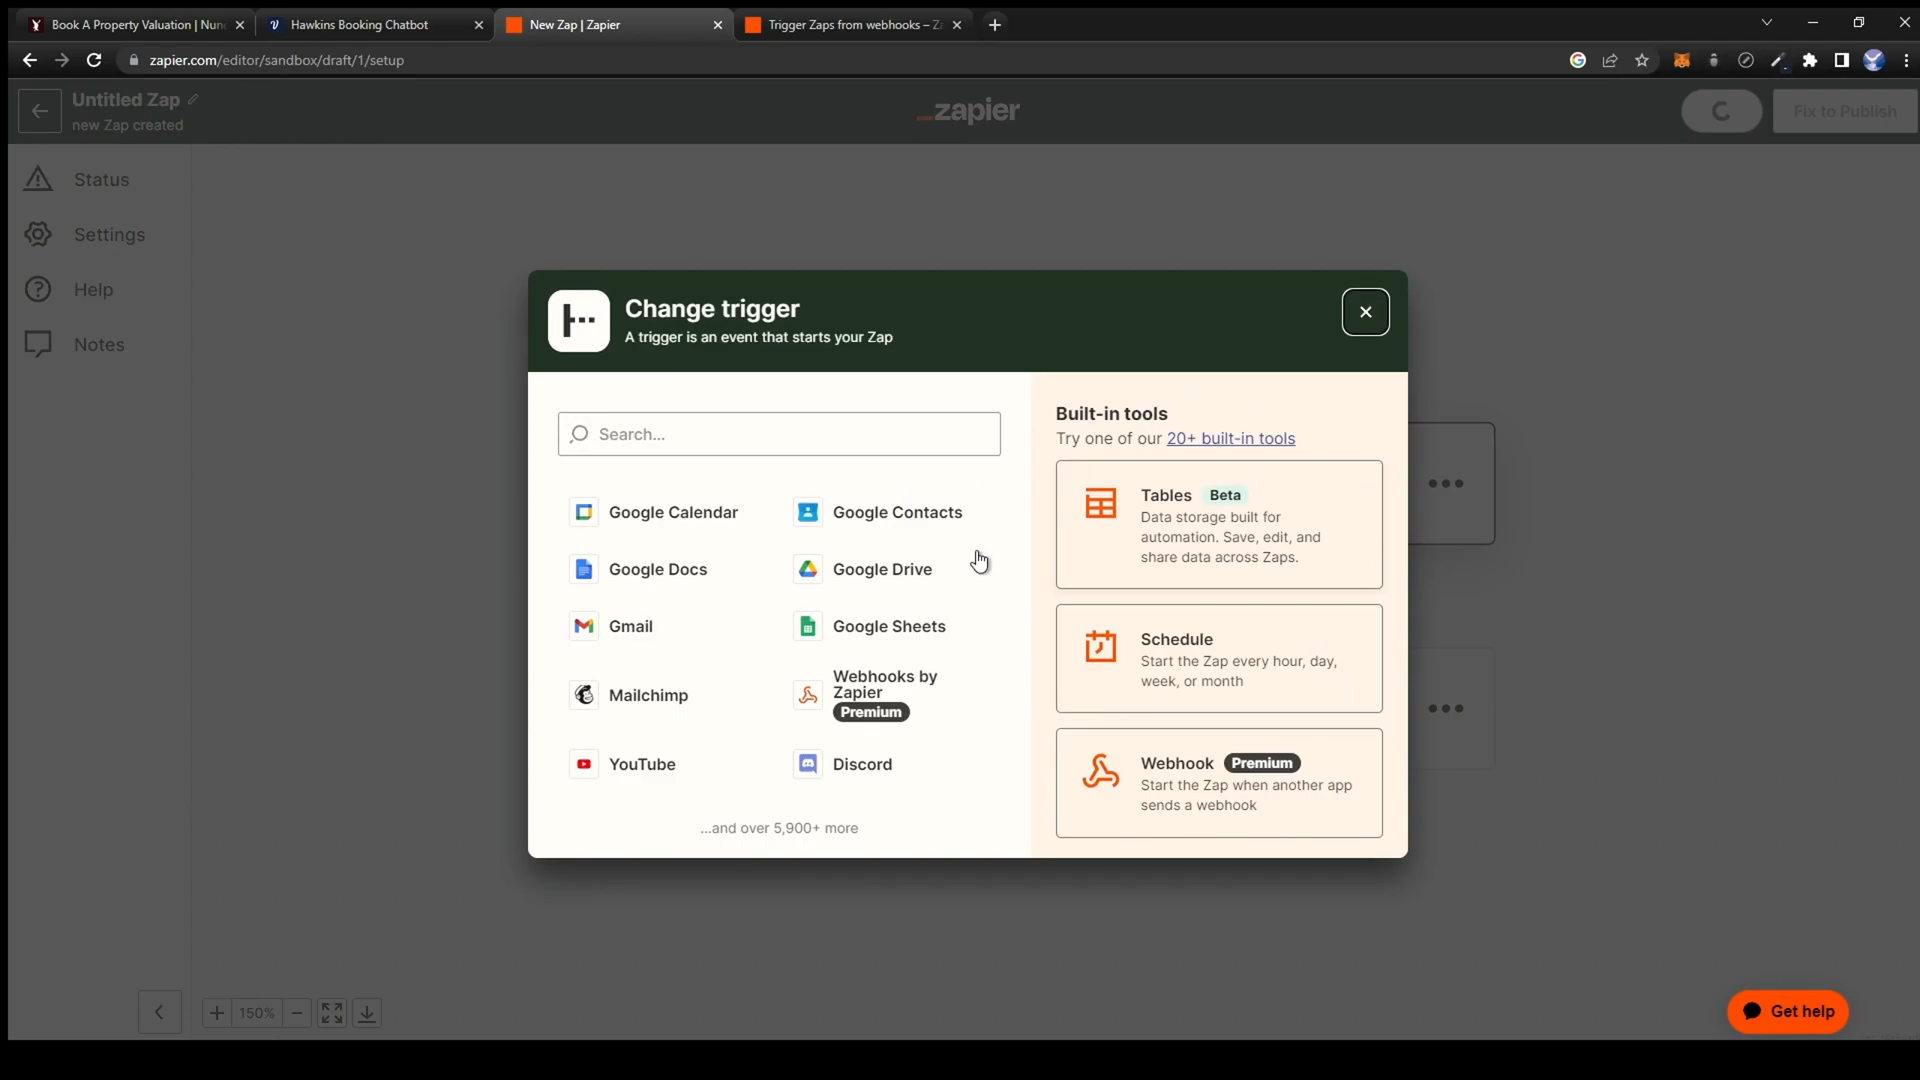 Book A Property Valuation | Nun
Hawkins Booking Chatbot
New Zap | Zapier
Trigger Zaps from webhooks – Za
zapier.com/editor/sandbox/draft/1/setup
Untitled Zap
new Zap created
_zapier
Fix to Publish
Status
Settings
Help
Notes
Change trigger
A trigger is an event that starts your Zap
Search...
Google Calendar
Google Contacts
Google Docs
Google Drive
Gmail
Google Sheets
Mailchimp
Webhooks by
Zapier
Premium
YouTube
Discord
...and over 5,900+ more
Built-in tools
Try one of our 20+ built-in tools
Tables Beta
Data storage built for
automation. Save, edit, and
share data across Zaps.
Schedule
Start the Zap every hour, day,
week, or month
Webhook Premium
Start the Zap when another app
sends a webhook
150%
Get help